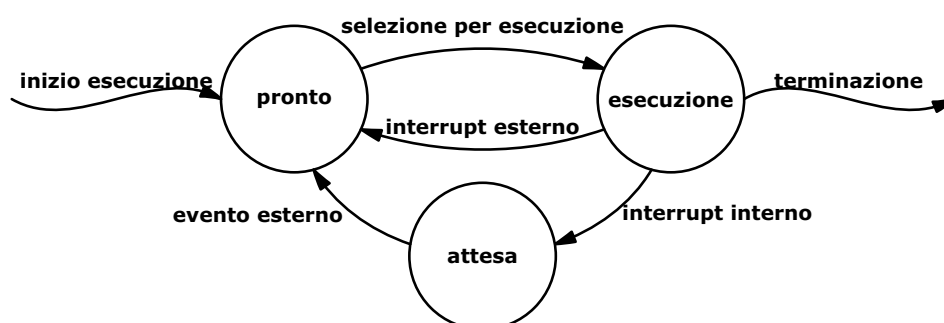 selezione per esecuzione
inizio esecuzione
terminazione
pronto
esecuzione
interrupt esterno
evento esterno
interrupt interno
attesa